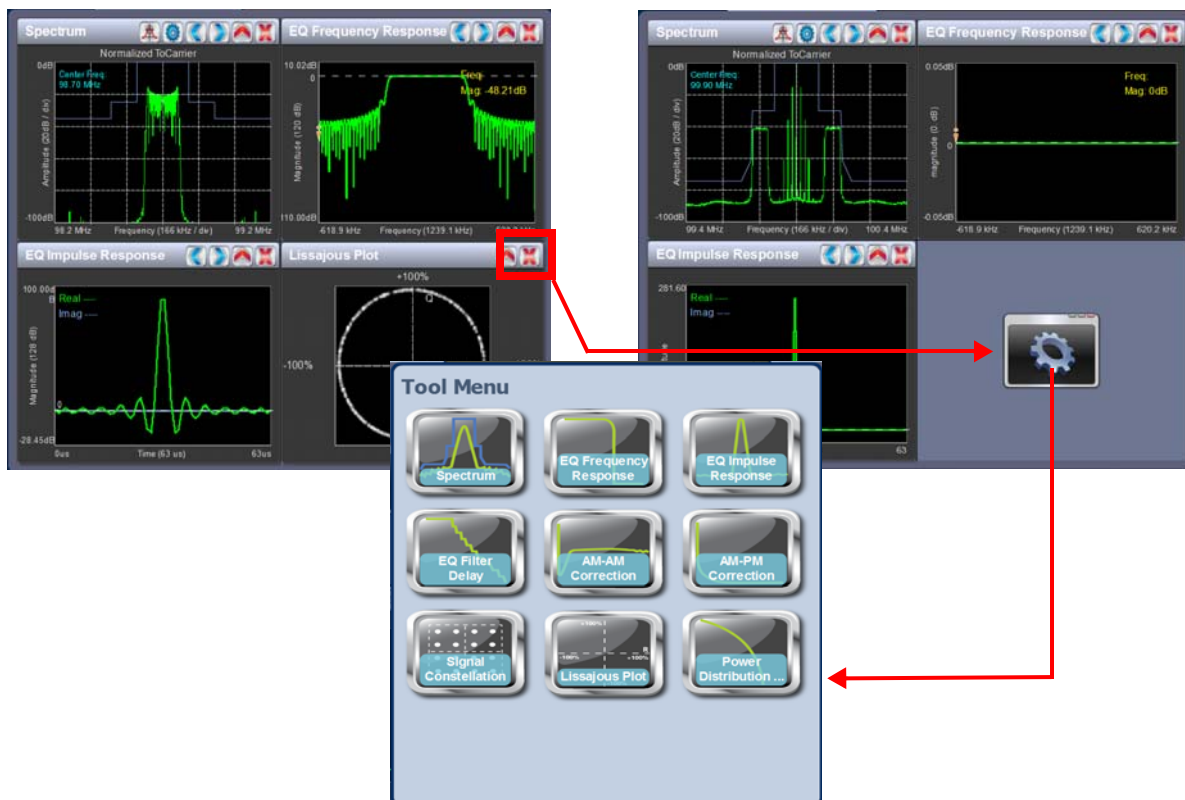 Spectrum
Normalized ToCarrier
0dB
Center Freq:
98.70 MHz
Amplitude (20dB / div)
-100dB
98.2 MHz Frequency (166 kHz / div) 99.2 MHz
EQ Frequency Response
10.02dB
0
Freq:
Mag: -48.21dB
Magnitude (120 dB)
110.00dB
-618.9 kHz Frequency (1239.1 kHz)
EQ Impulse Response
100.00d
B
Real ----
Imag ----
Magnitude (128 dB)
0
-28.45dB
0us Time (63 us) 63us
Lissajous Plot
+100%
Q
-100%
Spectrum
Normalized ToCarrier
0dB
Center Freq:
99.90 MHz
Amplitude (20dB / div)
-100dB
99.4 MHz Frequency (166 kHz / div) 100.4 MHz
EQ Frequency Response
0.05dB
Freq:
Mag: 0dB
magnitude (0. dB)
0
-0.05dB
-618.9 kHz Frequency (1239.1 kHz) 620.2 kHz
EQ Impulse Response
281.60
Real ----
Imag ----
63
Tool Menu
Spectrum
EQ Frequency
Response
EQ Impulse
Response
EQ Filter
Delay
AM-AM
Correction
AM-PM
Correction
Signal
Constellation
+100%
-100% +100%
Lissajous Plot
Power
Distribution ...